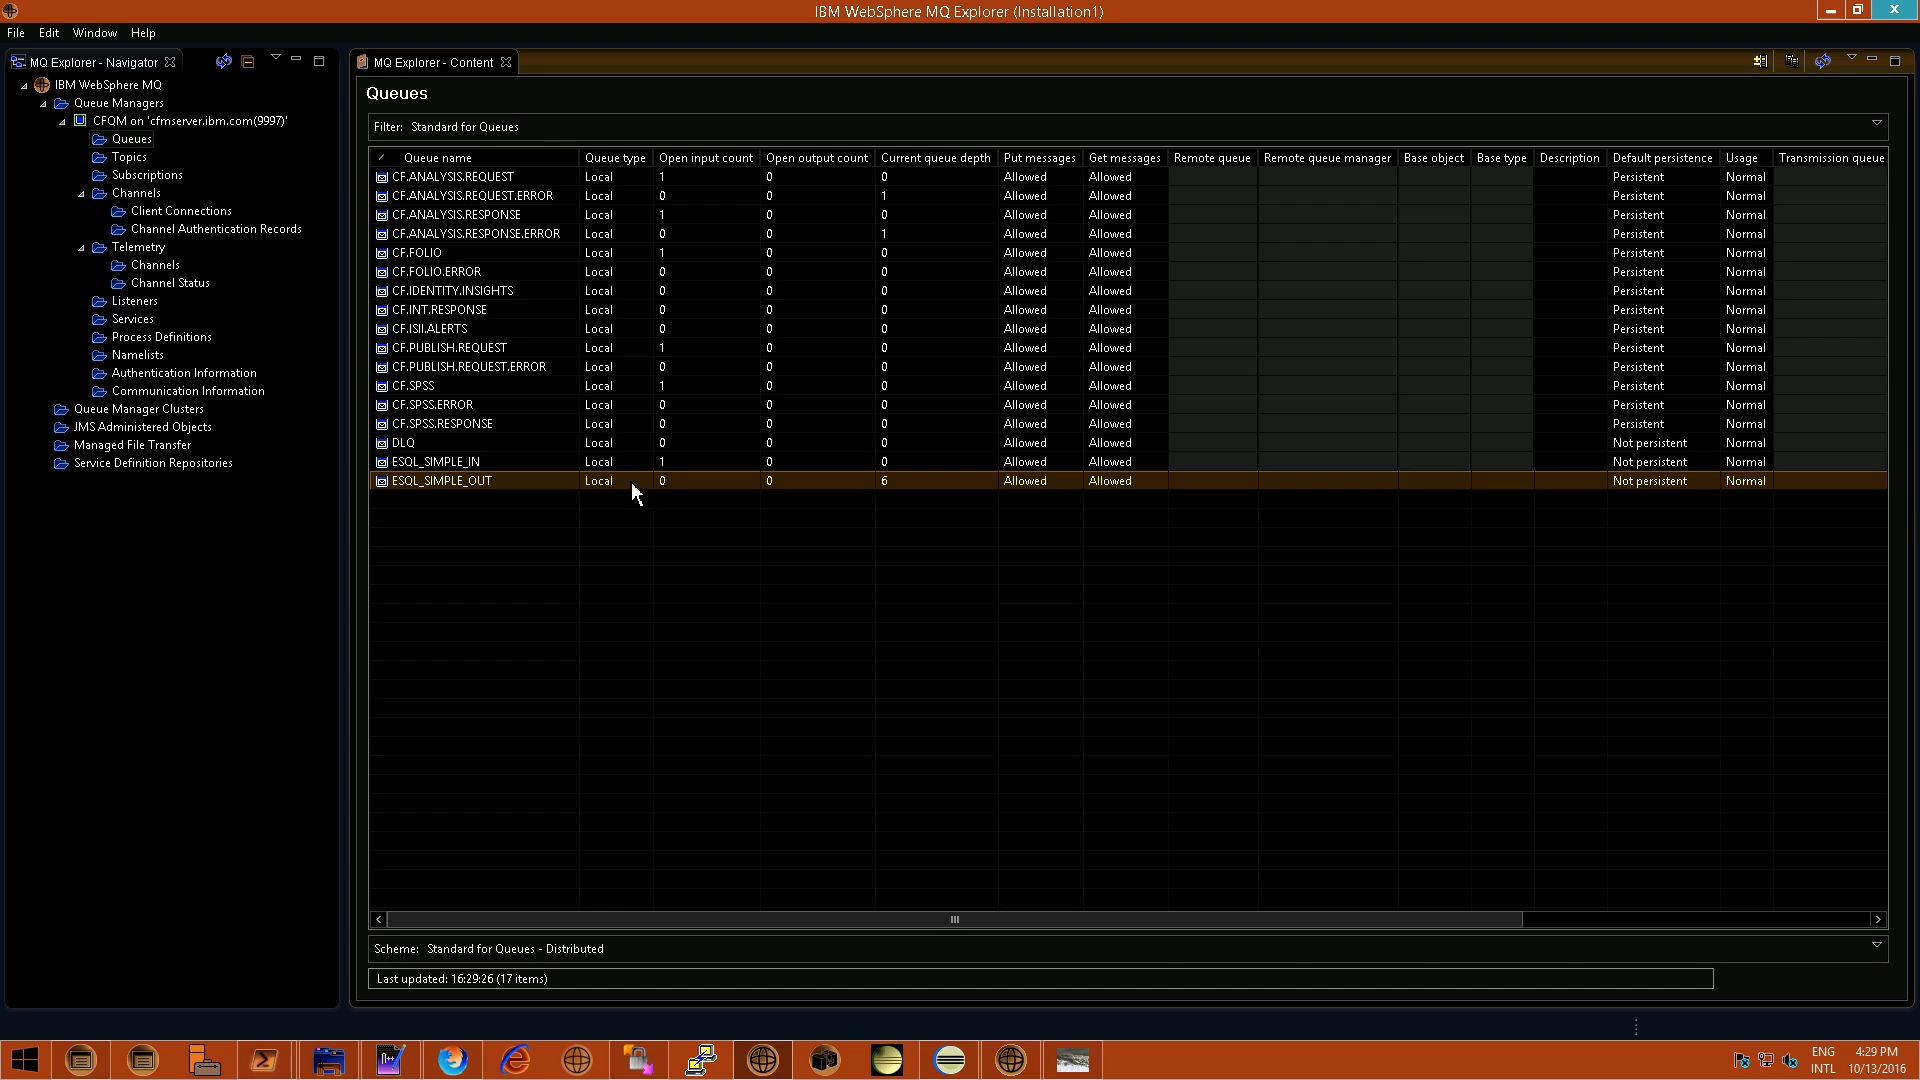 IBM WebSphere MQ Explorer (Installation1)
File Edit Window Help
MQ Explorer - Navigator
IBM WebSphere MQ
Queue Managers
CFQM on 'cfmserver.ibm.com(9997)'
Queues
Topics
Subscriptions
Channels
Client Connections
Channel Authentication Records
Telemetry
Channels
Channel Status
Listeners
Services
Process Definitions
Namelists
Authentication Information
Communication Information
Queue Manager Clusters
JMS Administered Objects
Managed File Transfer
Service Definition Repositories
MQ Explorer - Content
Queues
Filter: Standard for Queues
Queue name Queue type Open input count Open output count Current queue depth Put messages Get messages Remote queue Remote queue manager Base object Base type Description Default persistence Usage Transmission queue
CF.ANALYSIS.REQUEST Local 1 0 0 Allowed Allowed Persistent Normal
CF.ANALYSIS.REQUEST.ERROR Local 0 0 1 Allowed Allowed Persistent Normal
CF.ANALYSIS.RESPONSE Local 1 0 0 Allowed Allowed Persistent Normal
CF.ANALYSIS.RESPONSE.ERROR Local 0 0 1 Allowed Allowed Persistent Normal
CF.FOLIO Local 1 0 0 Allowed Allowed Persistent Normal
CF.FOLIO.ERROR Local 0 0 0 Allowed Allowed Persistent Normal
CF.IDENTITY.INSIGHTS Local 0 0 0 Allowed Allowed Persistent Normal
CF.INT.RESPONSE Local 0 0 0 Allowed Allowed Persistent Normal
CF.ISII.ALERTS Local 0 0 0 Allowed Allowed Persistent Normal
CF.PUBLISH.REQUEST Local 1 0 0 Allowed Allowed Persistent Normal
CF.PUBLISH.REQUEST.ERROR Local 0 0 0 Allowed Allowed Persistent Normal
CF.SPSS Local 1 0 0 Allowed Allowed Persistent Normal
CF.SPSS.ERROR Local 0 0 0 Allowed Allowed Persistent Normal
CF.SPSS.RESPONSE Local 0 0 0 Allowed Allowed Persistent Normal
DLQ Local 0 0 0 Allowed Allowed Not persistent Normal
ESQL_SIMPLE_IN Local 1 0 0 Allowed Allowed Not persistent Normal
ESQL_SIMPLE_OUT Local 0 0 6 Allowed Allowed Not persistent Normal
Scheme: Standard for Queues - Distributed
Last updated: 16:29:26 (17 items)
ENG 4:29 PM
INTL 10/13/2016